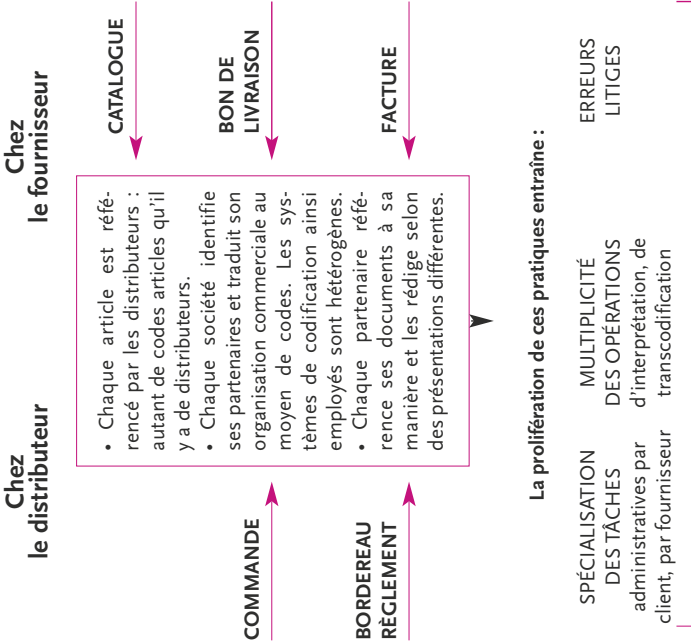 Chez
le distributeur
Chez
le fournisseur
COMMANDE
BORDEREAU
RÈGLEMENT
• Chaque article est réfé-
rencé par les distributeurs :
autant de codes articles qu'il
y a de distributeurs.
• Chaque société identifie
ses partenaires et traduit son
organisation commerciale au
moyen de codes. Les sys-
tèmes de codification ainsi
employés sont hétérogènes.
• Chaque partenaire réfé-
rence ses documents à sa
manière et les rédige selon
des présentations différentes.
CATALOGUE
BON DE
LIVRAISON
FACTURE
La prolifération de ces pratiques entraîne :
SPÉCIALISATION
DES TÂCHES
administratives par
client, par fournisseur
MULTIPLICITÉ
DES OPÉRATIONS
d'interprétation, de
transcodification
ERREURS
LITIGES